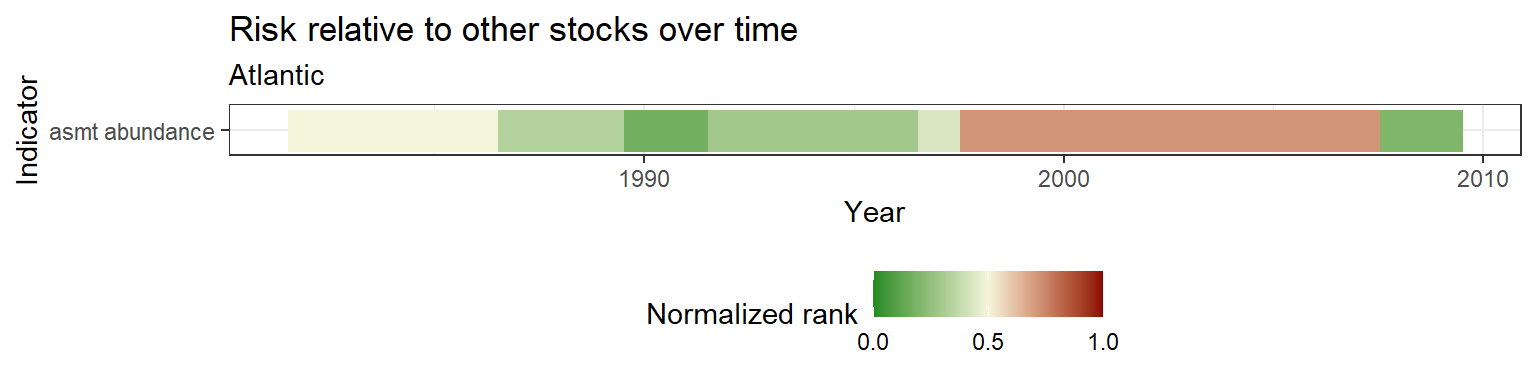 Risk relative to other stocks over time
Atlantic
Indicator
asmt abundance
1990 2000 2010
Year
Normalized rank
0.0 0.5 1.0